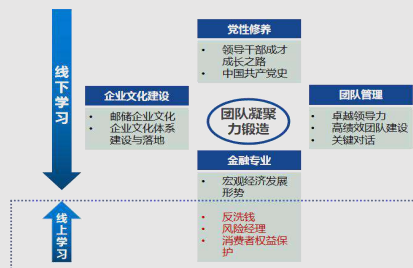 线下学习
党性修养
• 领导干部成才
成长之路
• 中国共产党史
企业文化建设
• 邮储企业文化
• 企业文化体系
建设与落地
团队凝聚
力锻造
团队管理
• 卓越领导力
• 高绩效团队建设
• 关键对话
金融专业
• 宏观经济发展
形势
线上学习
• 反洗钱
• 风险经理
• 消费者权益保
护